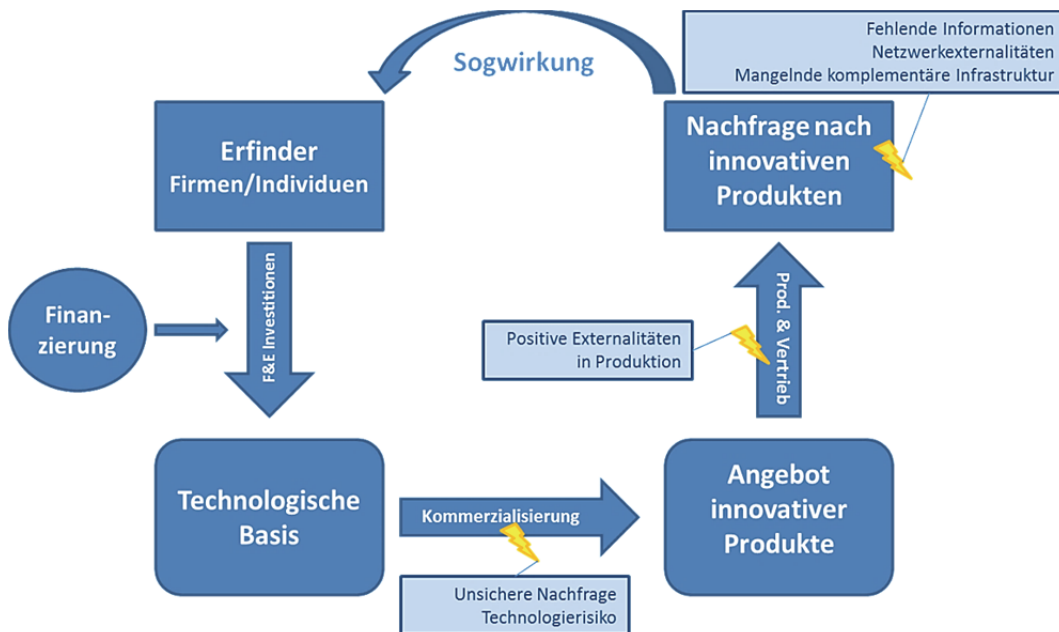 Fehlende Informationen
Netzwerkexternalitäten
Mangelnde komplementäre Infrastruktur
Sogwirkung
Erfinder
Firmen/Individuen
Nachfrage nach
innovativen
Produkten
F&E Investitionen
Finan-
zierung
Positive Externalitäten
in Produktion
Prod. & Vertrieb
Technologische
Basis
Kommerzialisierung
Angebot
innovativer
Produkte
Unsichere Nachfrage
Technologierisiko